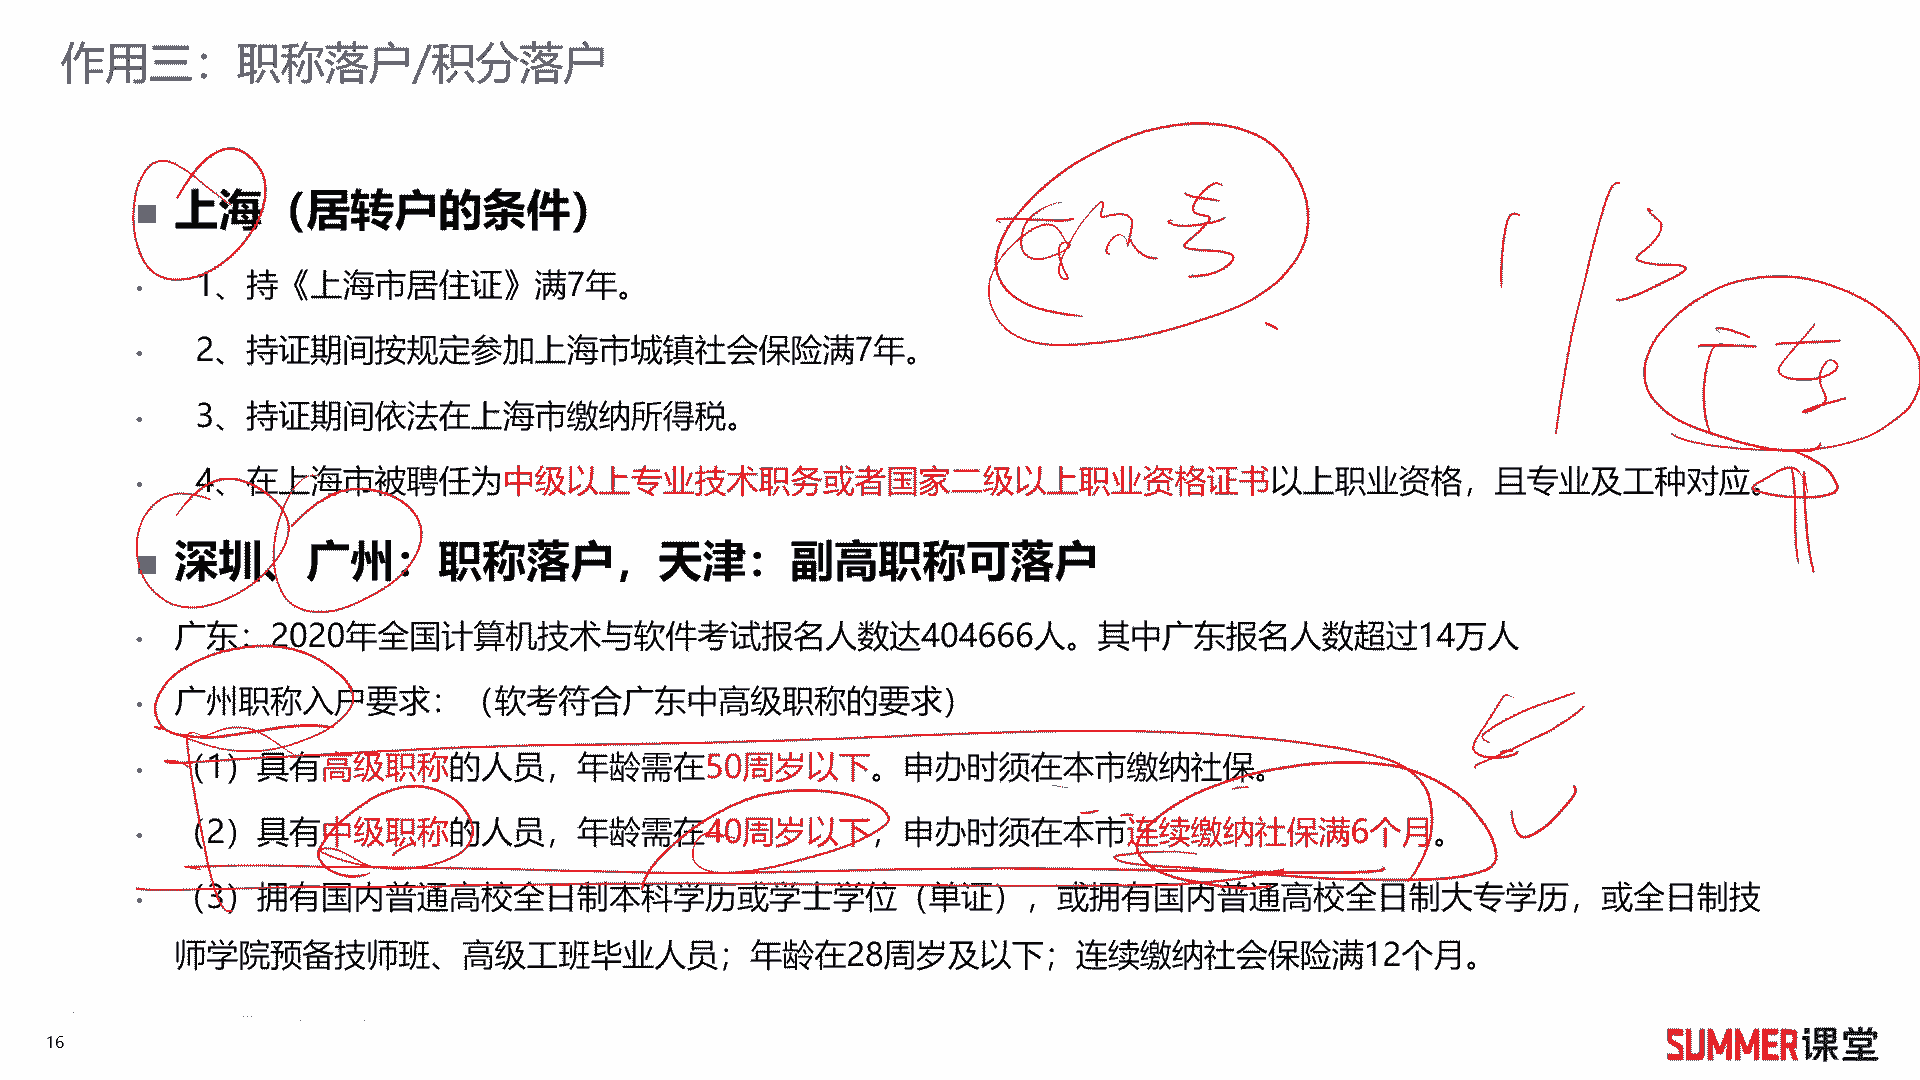 作用三：职称落户/积分落户
上海（居转户的条件）
1、持《上海市居住证》满7年。
2、持证期间按规定参加上海市城镇社会保险满7年。
3、持证期间依法在上海市缴纳所得税。
4、在上海市被聘任为中级以上专业技术职务或者国家二级以上职业资格证书以上职业资格，且专业及工种对应。
1/3
广东
深圳、广州：职称落户，天津：副高职称可落户
广东：2020年全国计算机技术与软件考试报名人数达404666人。其中广东报名人数超过14万人
广州职称入户要求：（软考符合广东中高级职称的要求）
（1）具有高级职称的人员，年龄需在50周岁以下。申办时须在本市缴纳社保。
（2）具有中级职称的人员，年龄需在40周岁以下，申办时须在本市连续缴纳社保满6个月。
（3）拥有国内普通高校全日制本科学历或学士学位（单证），或拥有国内普通高校全日制大专学历，或全日制技
师学院预备技师班、高级工班毕业人员；年龄在28周岁及以下；连续缴纳社会保险满12个月。
16
SUMMER课堂